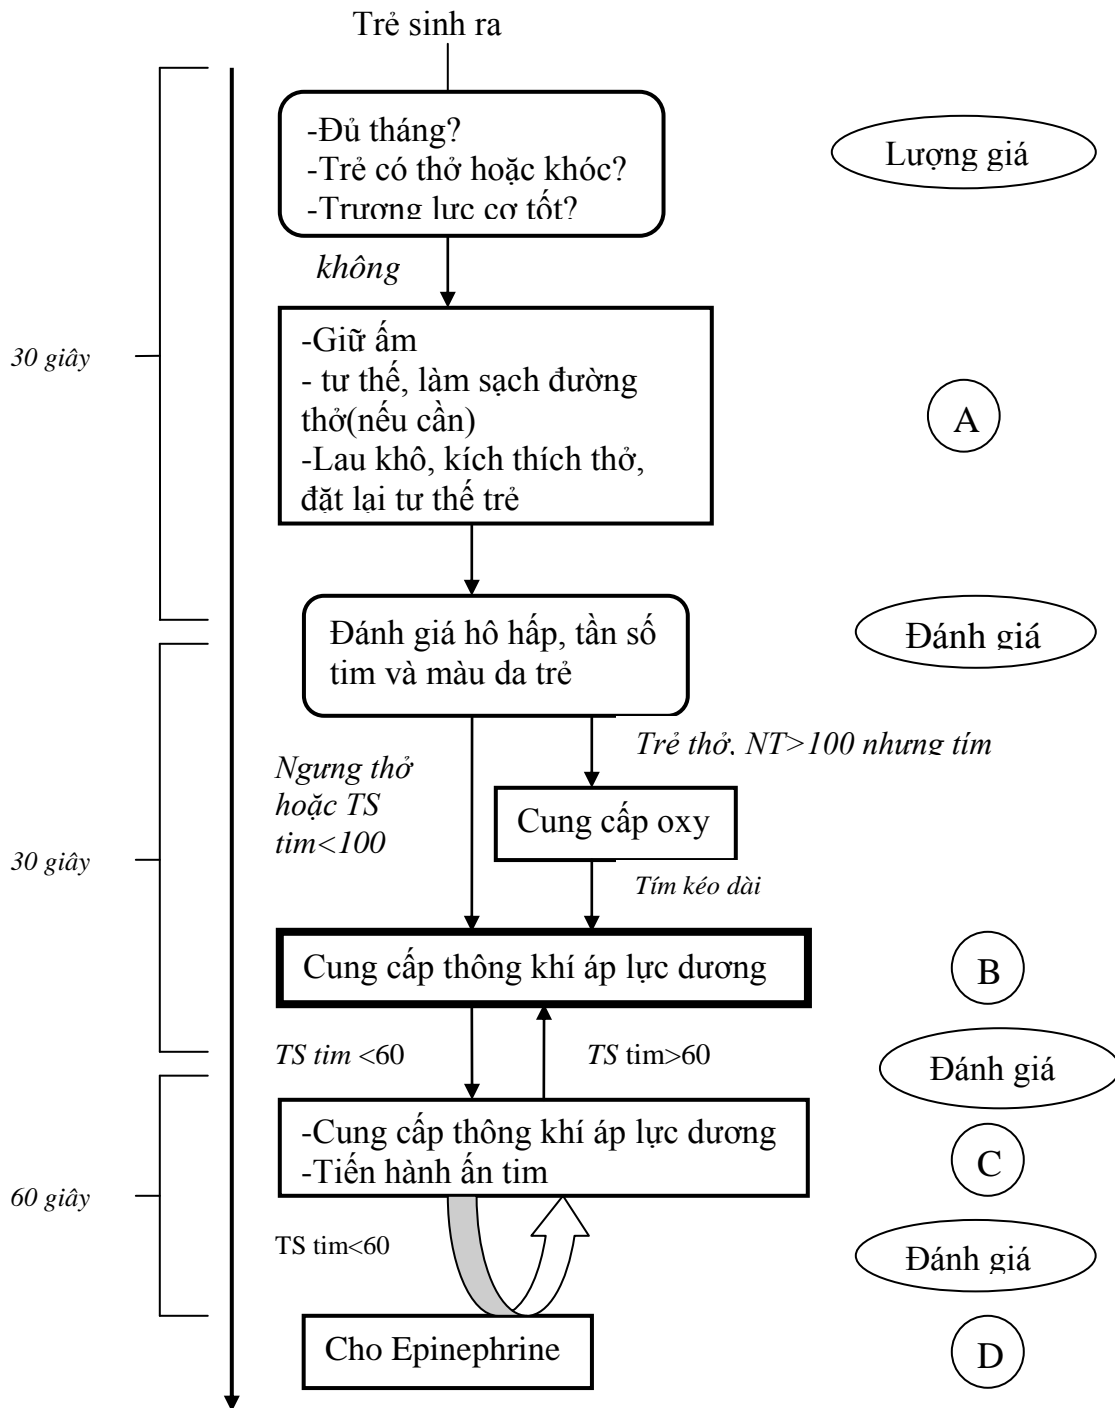 Trẻ sinh ra
-Đủ tháng?
-Trẻ có thở hoặc khóc?
-Trương lực cơ tốt?
Lượng giá
không
30 giây
-Giữ ấm
- tư thế, làm sạch đường
thở(nếu cần)
-Lau khô, kích thích thở,
đặt lại tư thế trẻ
A
Đánh giá hô hấp, tần số
tim và màu da trẻ
Đánh giá
Trẻ thở, NT>100 nhưng tím
Ngưng thở
hoặc TS
tim<100
Cung cấp oxy
30 giây
Tím kéo dài
Cung cấp thông khí áp lực dương
B
TS tim <60
TS tim>60
Đánh giá
-Cung cấp thông khí áp lực dương
-Tiến hành ấn tim
C
60 giây
TS tim<60
Đánh giá
Cho Epinephrine
D